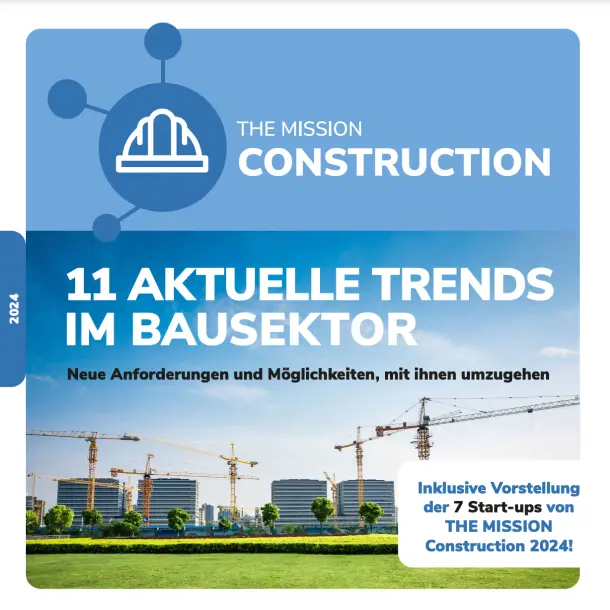 THE MISSION
CONSTRUCTION
2024
11 AKTUELLE TRENDS
IM BAUSEKTOR
Neue Anforderungen und Möglichkeiten, mit ihnen umzugehen
Inklusive Vorstellung
der 7 Start-ups von
THE MISSION
Construction 2024!